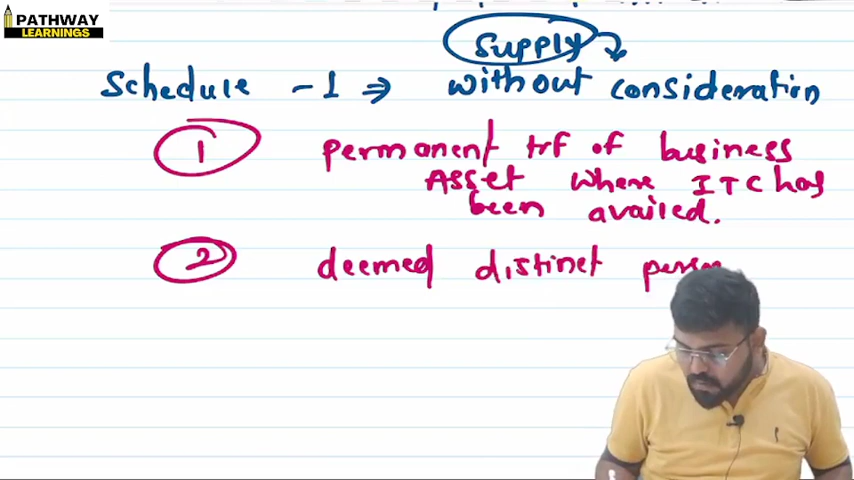 PATHWAY
LEARNINGS
Supply
Schedule - 1 ⇒ without consideration
1 permanent trf of business
Asset where ITC has
been availed.
2 deemed distinct